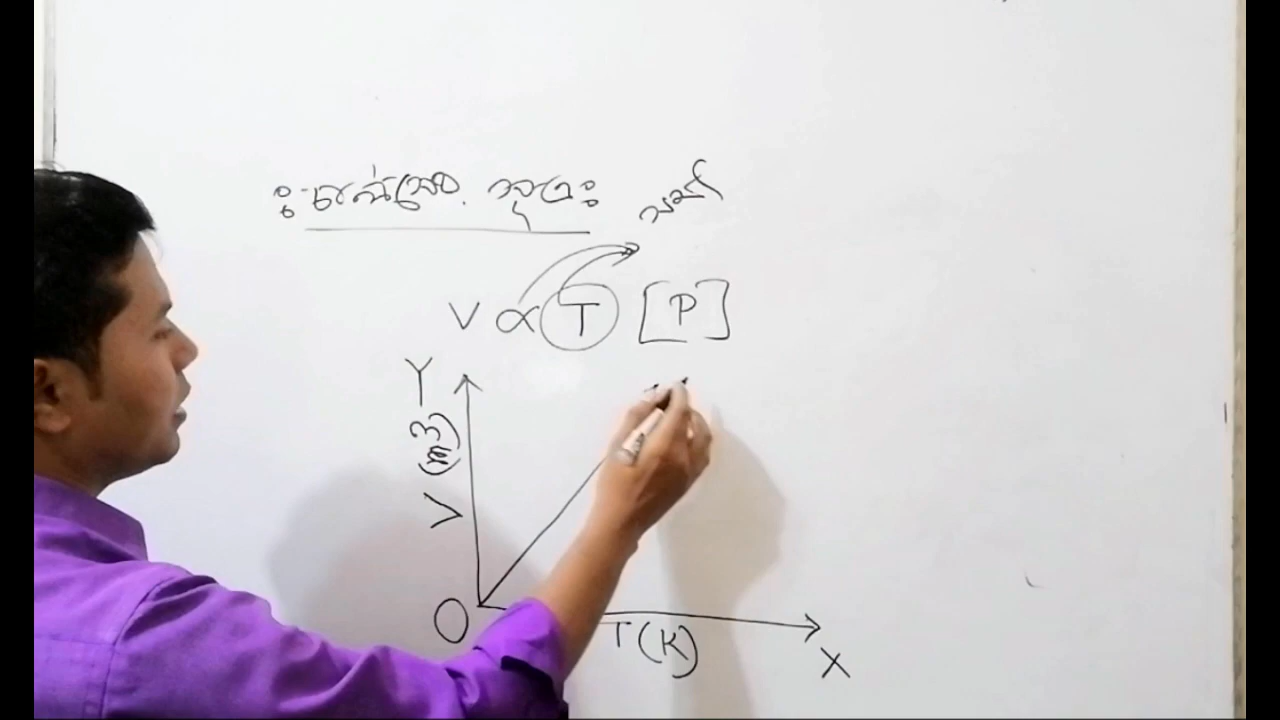 ঃ চার্লসের সূত্রঃ
V ∝ T [P]
Y
V (m3)
O
T (K)
X